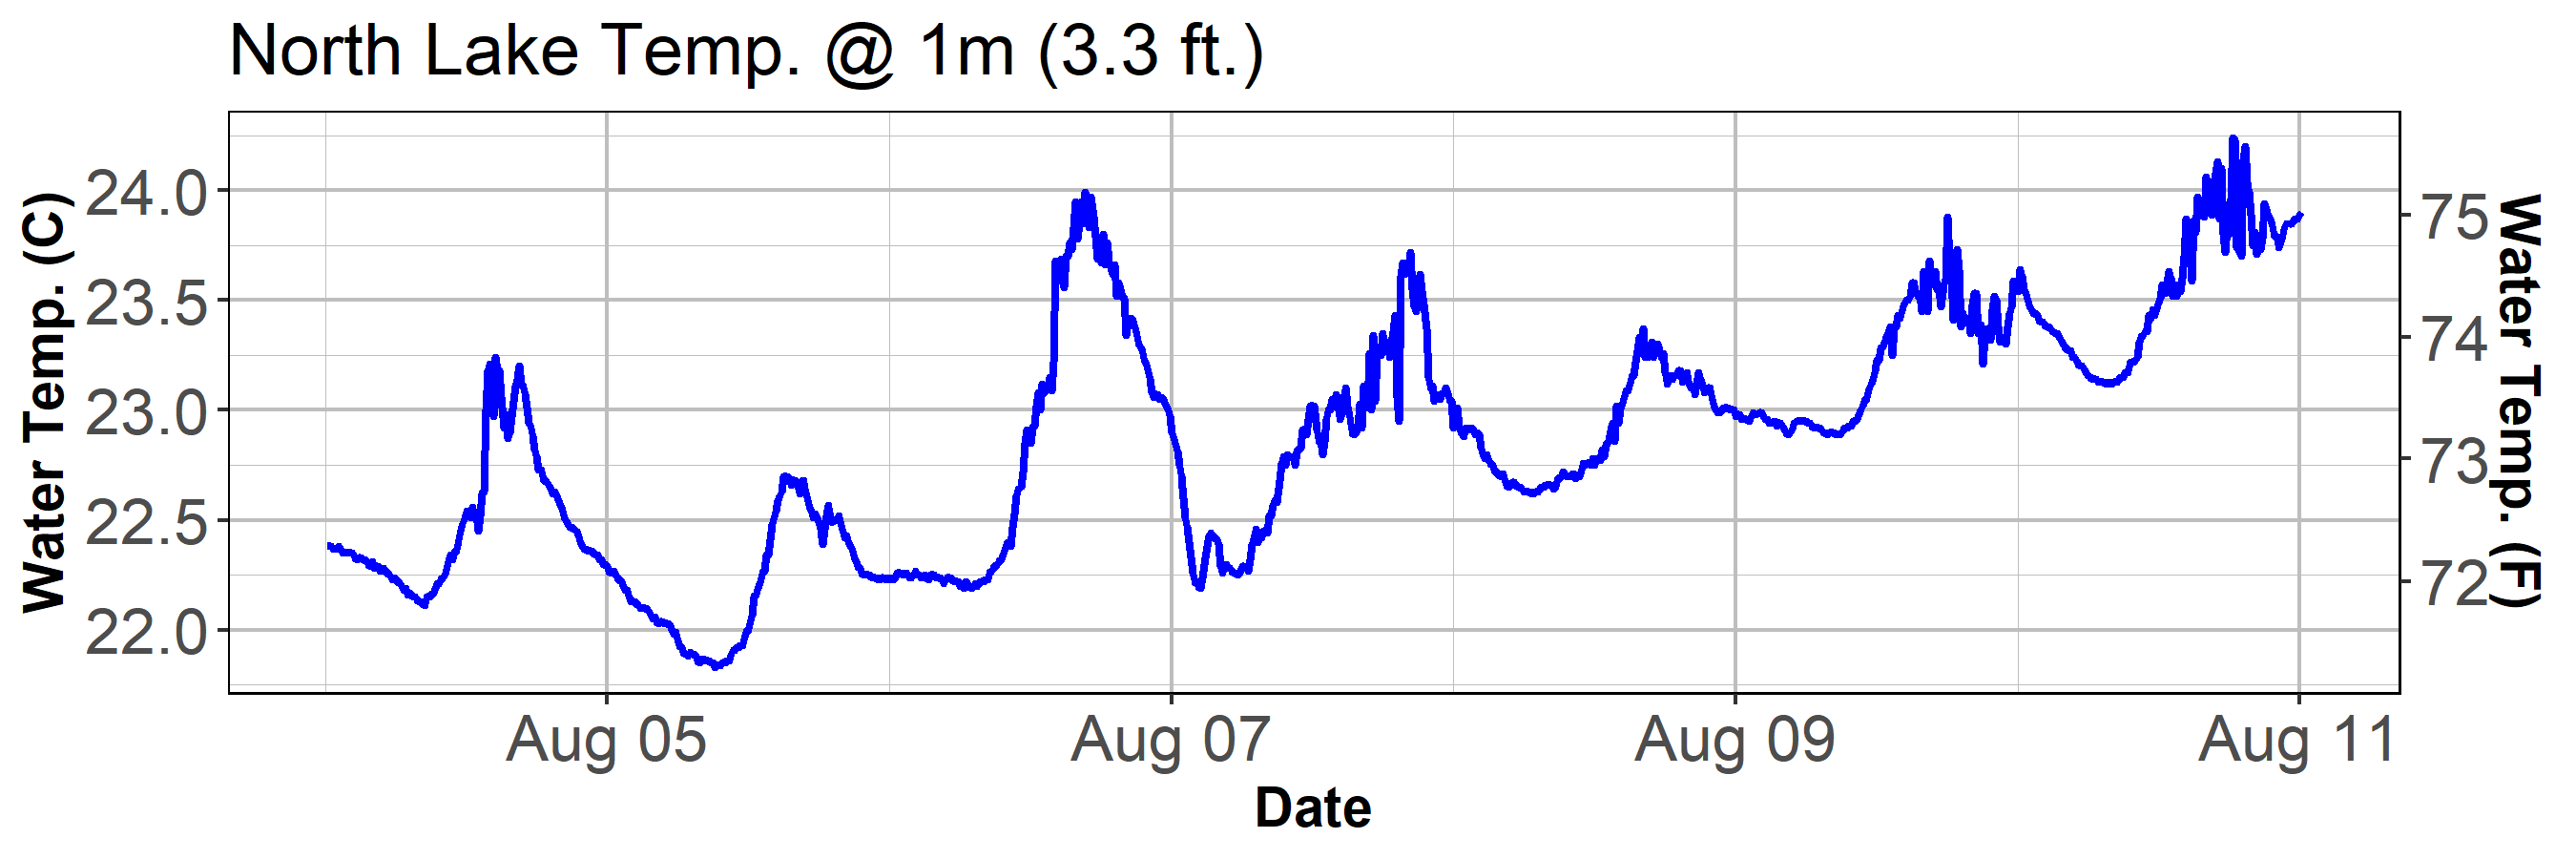 North Lake Temp. @ 1m (3.3 ft.)
Water Temp. (C)
24.0
23.5
23.0
22.5
22.0
75
74
73
72
Water Temp. (F)
Aug 05
Aug 07
Aug 09
Aug 11
Date